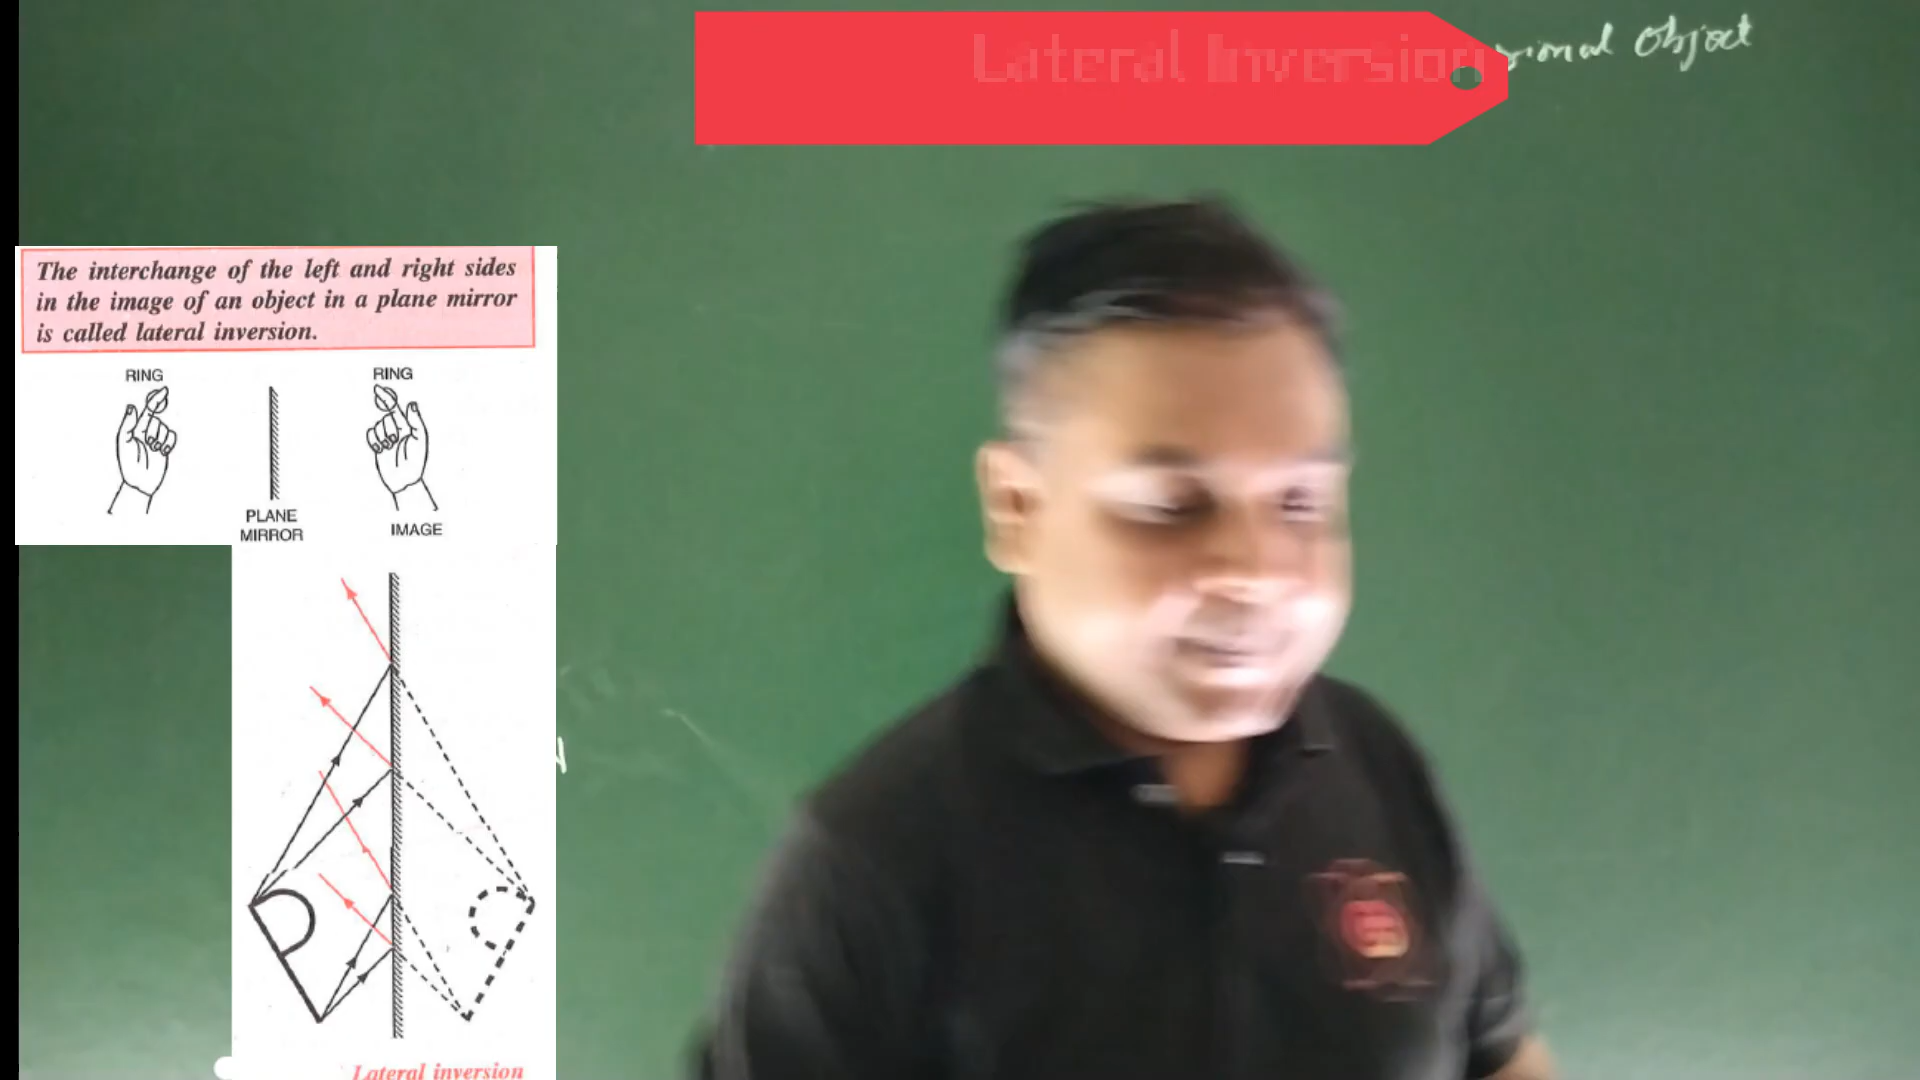 Lateral Inversion
Object
The interchange of the left and right sides
in the image of an object in a plane mirror
is called lateral inversion.
RING RING
PLANE
MIRROR
IMAGE
Lateral inversion